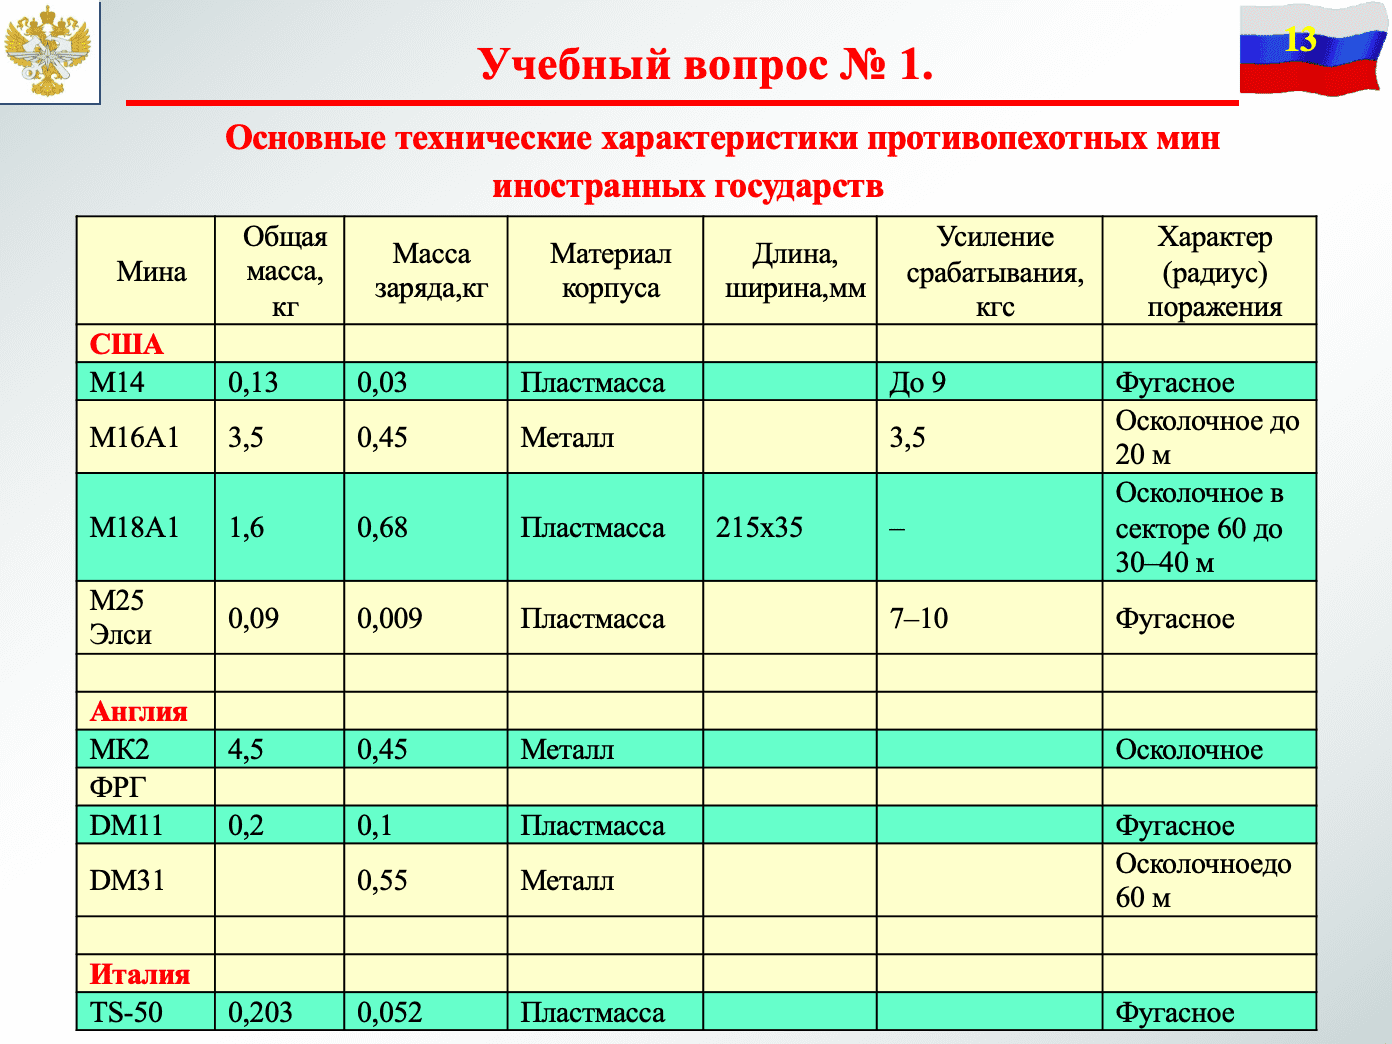 13
Учебный вопрос № 1.
Основные технические характеристики противопехотных мин
иностранных государств
Мина
Общая
масса,
кг
Масса
заряда,кг
Материал
корпуса
Длина,
ширина,мм
Усиление
срабатывания,
кгс
Характер
(радиус)
поражения
США
М14
0,13
0,03
Пластмасса
До 9
Фугасное
М16А1
3,5
0,45
Металл
3,5
Осколочное до
20 м
М18А1
1,6
0,68
Пластмасса
215х35
–
Осколочное в
секторе 60 до
30–40 м
М25
Элси
0,09
0,009
Пластмасса
7–10
Фугасное
Англия
МК2
4,5
0,45
Металл
Осколочное
ФРГ
DM11
0,2
0,1
Пластмасса
Фугасное
DM31
0,55
Металл
Осколочноедо
60 м
Италия
TS-50
0,203
0,052
Пластмасса
Фугасное